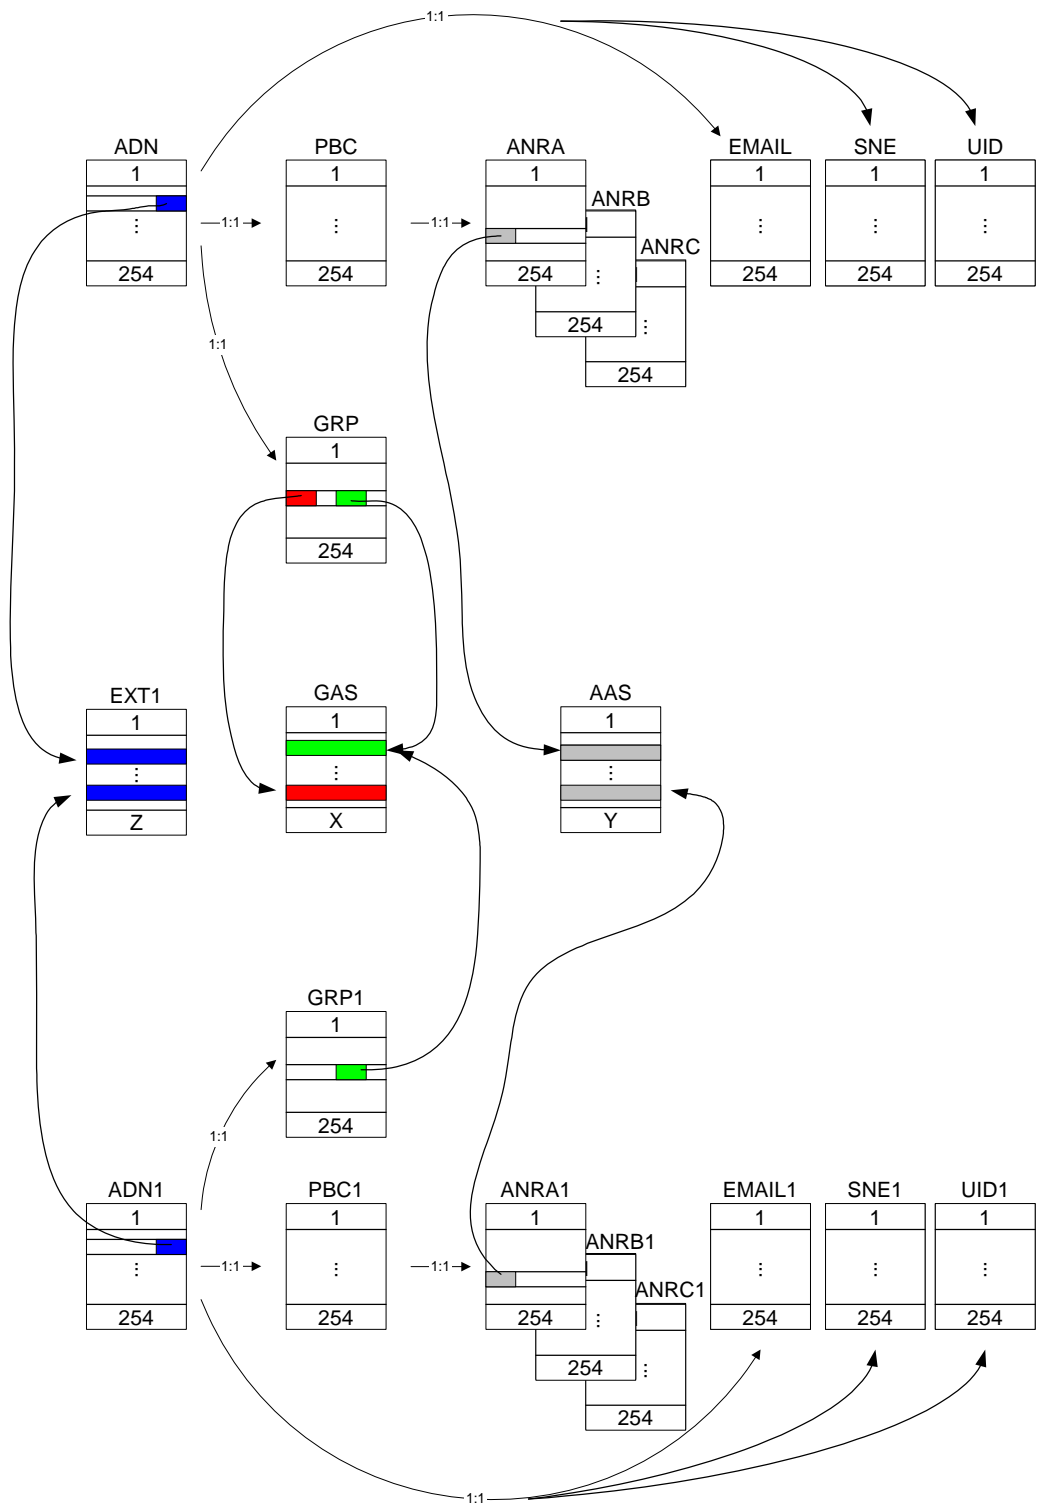 1:1
ADN PBC ANRA EMAIL SNE UID
1 1 1 1 1 1
ANRB
⋮ 1:1 ⋮ 1:1 ⋮ ⋮ ⋮
ANRC
254 254 254 ⋮ 254 254 254
254 ⋮
1:1
254
GRP
1
254
EXT1 GAS AAS
1 1 1
⋮ ⋮ ⋮
Z X Y
GRP1
1
254
1:1
ADN1 PBC1 ANRA1 EMAIL1 SNE1 UID1
1 1 1 1 1 1
ANRB1
⋮ 1:1 ⋮ 1:1 ⋮ ⋮ ⋮
ANRC1
254 254 254 ⋮ 254 254 254
254 ⋮
254
1:1